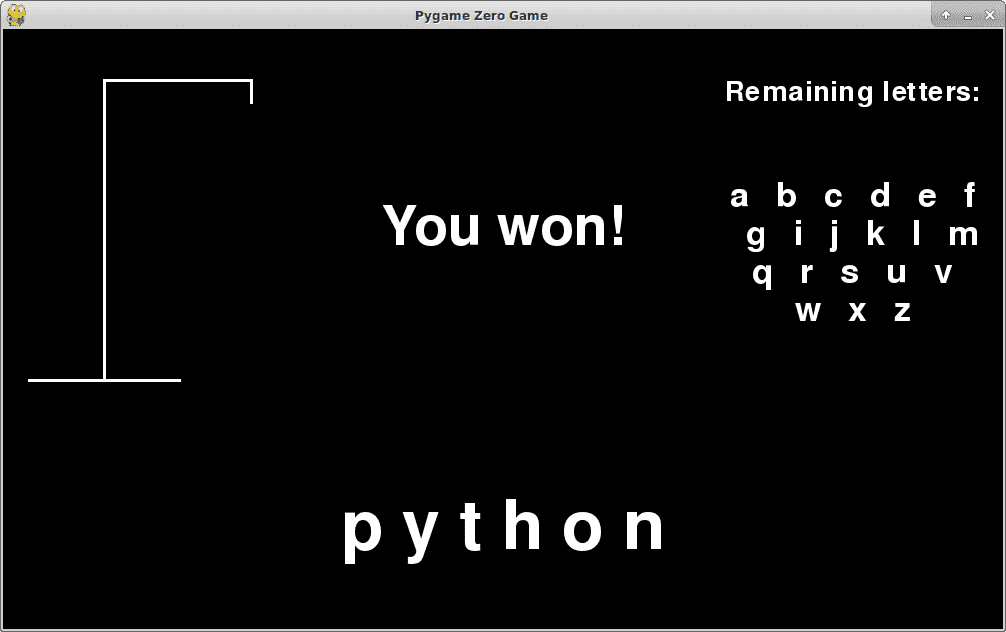 Pygame Zero Game
Remaining letters:
a b c d e f
g i j k l m
q r s u v
w x z
You won!
p y t h o n